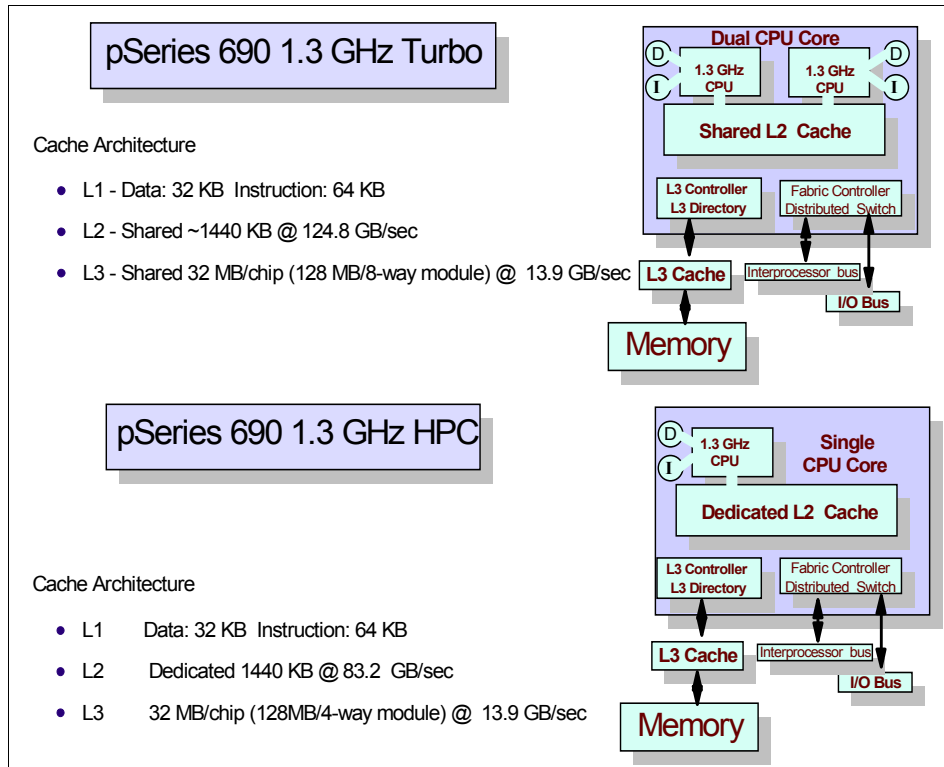 pSeries 690 1.3 GHz Turbo
Cache Architecture
L1 - Data: 32 KB Instruction: 64 KB
L2 - Shared ~1440 KB @ 124.8 GB/sec
L3 - Shared 32 MB/chip (128 MB/8-way module) @ 13.9 GB/sec
Dual CPU Core
D
I
1.3 GHz
CPU
1.3 GHz
CPU
D
I
Shared L2 Cache
L3 Controller
L3 Directory
Fabric Controller
Distributed Switch
L3 Cache
Interprocessor bus
I/O Bus
Memory
pSeries 690 1.3 GHz HPC
Cache Architecture
L1 Data: 32 KB Instruction: 64 KB
L2 Dedicated 1440 KB @ 83.2 GB/sec
L3 32 MB/chip (128MB/4-way module) @ 13.9 GB/sec
D
I
1.3 GHz
CPU
Single
CPU Core
Dedicated L2 Cache
L3 Controller
L3 Directory
Fabric Controller
Distributed Switch
L3 Cache
Interprocessor bus
I/O Bus
Memory